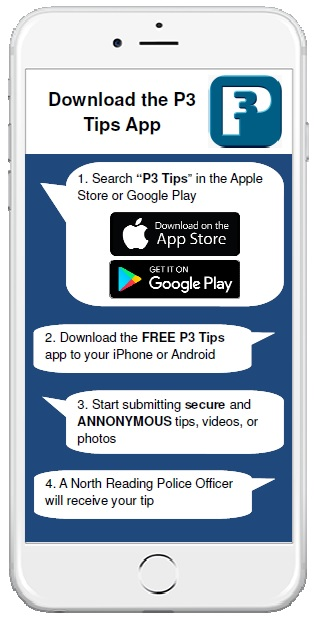 Download the P3
Tips App
P3
1. Search “P3 Tips” in the Apple
Store or Google Play
Download on the
App Store
GET IT ON
Google Play
2. Download the FREE P3 Tips
app to your iPhone or Android
3. Start submitting secure and
ANNONYMOUS tips, videos, or
photos
4. A North Reading Police Officer
will receive your tip